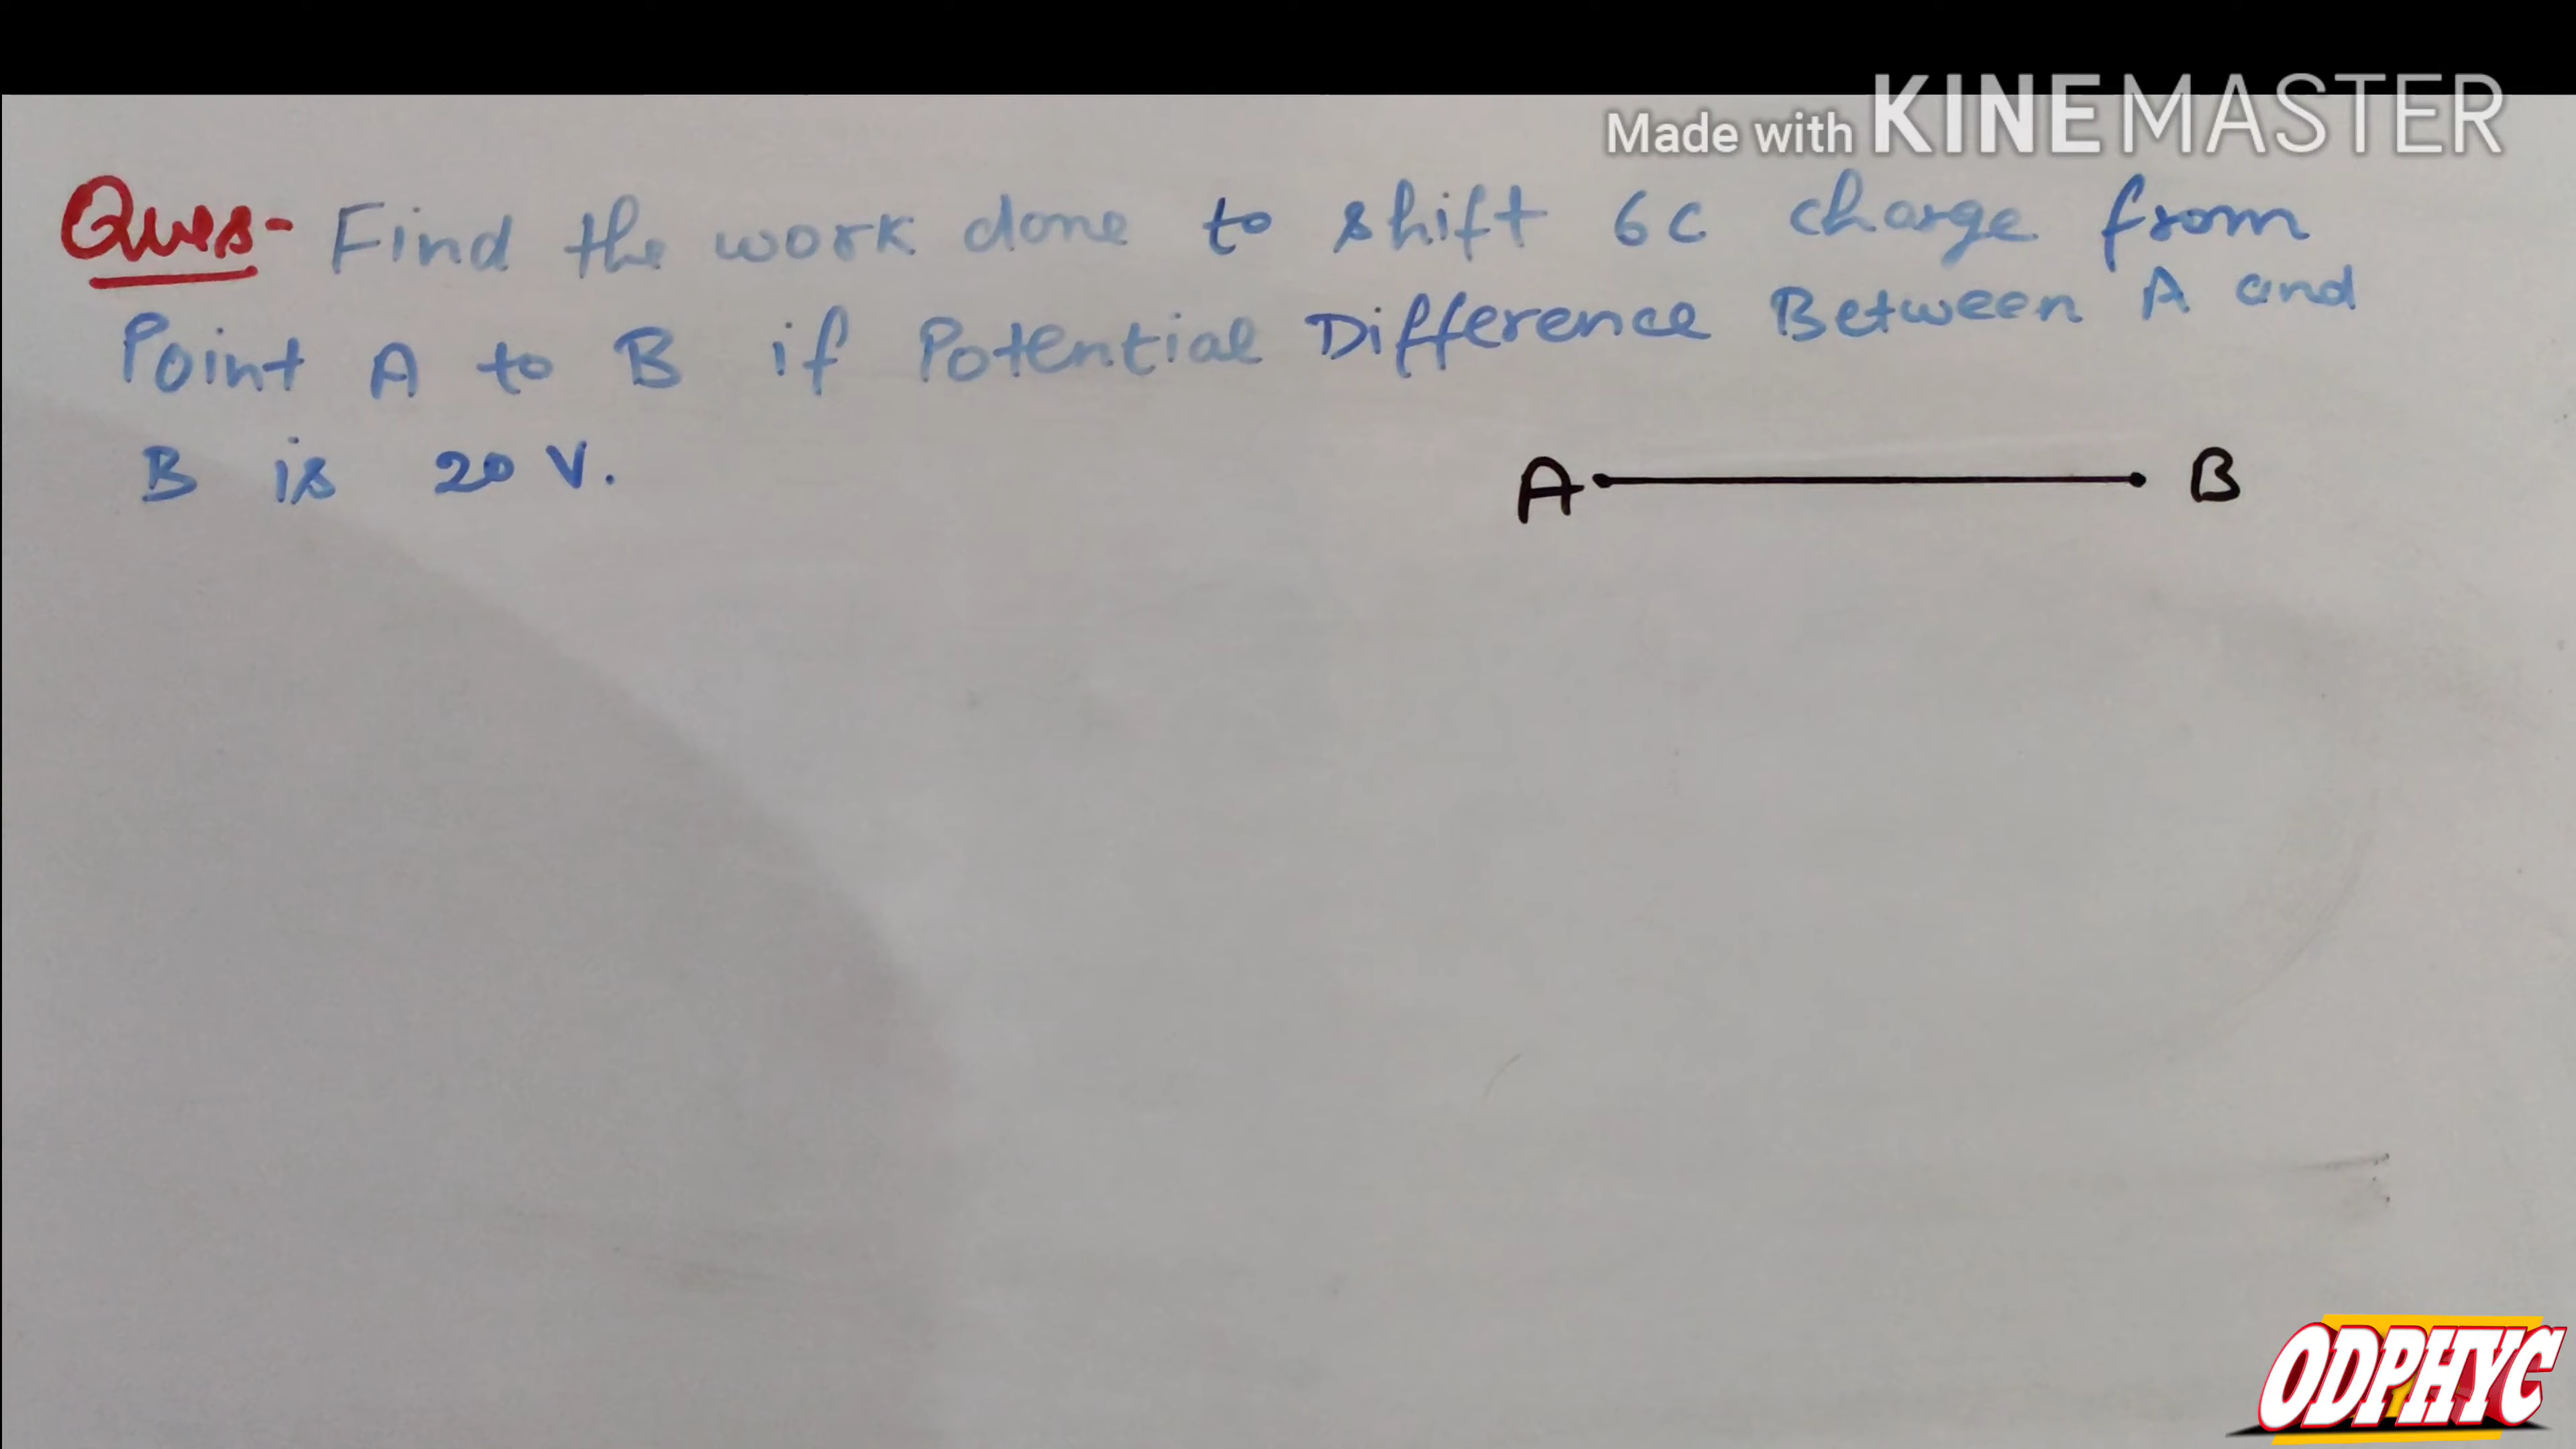 Made with KINEMASTER
Ques- Find the work done to shift 6C charge from
Point A to B if Potential Difference Between A and
B is 20 V.
A B
ODPHYC